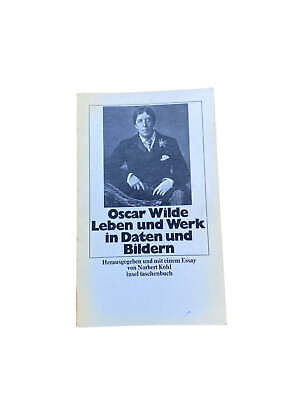 Oscar Wilde
Leben und Werk
in Daten und
Bildern
Herausgegeben und mit einem Essay
von Norbert Kohl
insel taschenbuch